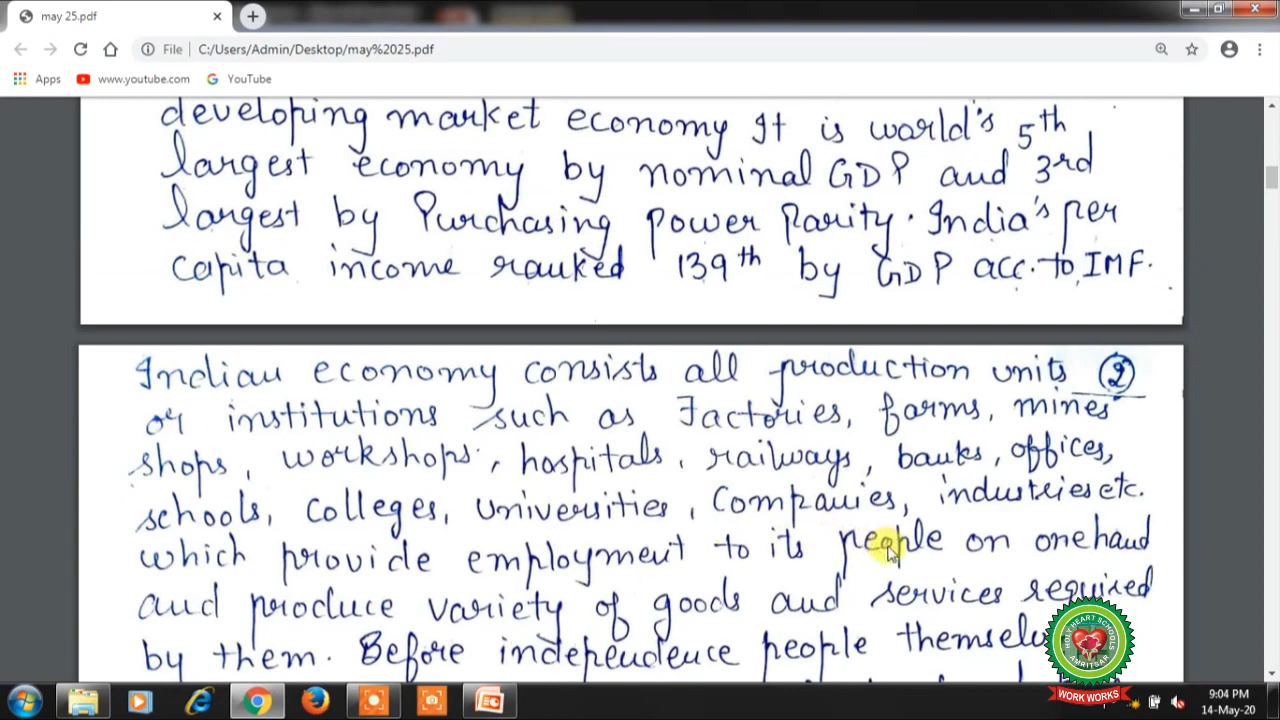 may 25.pdf
File C:/Users/Admin/Desktop/may%2025.pdf
Apps www.youtube.com YouTube
developing market economy It is world's 5th
largest economy by nominal GDP and 3rd
largest by Purchasing Power Parity. India's per
capita income ranked 139th by GDP acc. to IMF.
Indian economy consists all production units 2
or institutions such as Factories, farms, mines
shops, workshops, hospitals, railways, banks, offices,
schools, colleges, universities, Companies, industries etc.
which provide employment to its people on one hand
and produce variety of goods and services required
by them. Before independence people
HOLY HEART SCHOOLS
AMRITSAR
WORK WORKS
9:04 PM
14-May-20